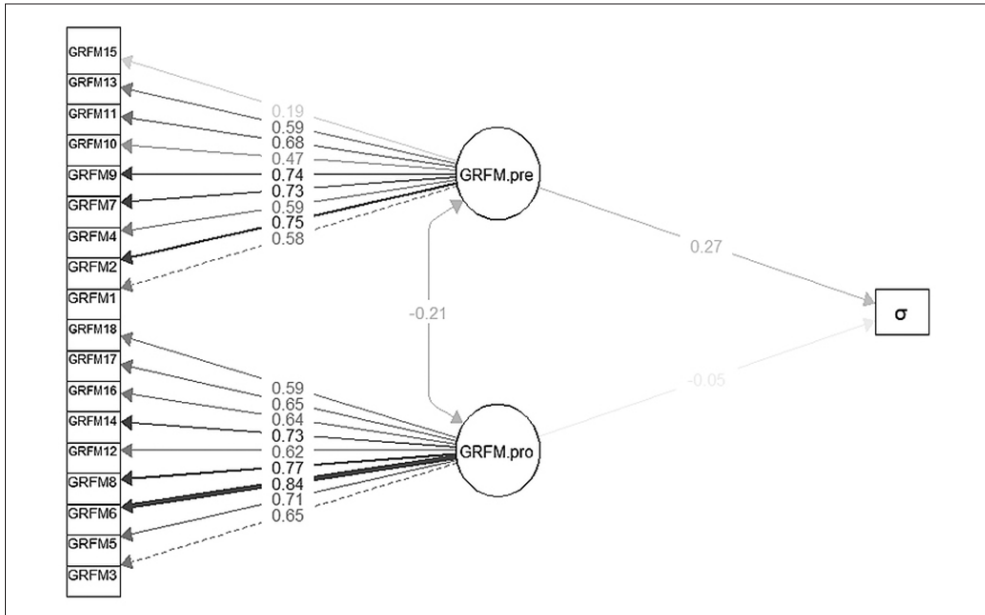 GRFM15
GRFM13
GRFM11
GRFM10
GRFM9
GRFM7
GRFM4
GRFM2
GRFM1
GRFM18
GRFM17
GRFM16
GRFM14
GRFM12
GRFM8
GRFM6
GRFM5
GRFM3
0.19
0.59
0.68
0.47
0.74
0.73
0.59
0.75
0.58
0.59
0.65
0.64
0.73
0.62
0.77
0.84
0.71
0.65
GRFM.pre
-0.21
GRFM.pro
0.27
-0.05
σ